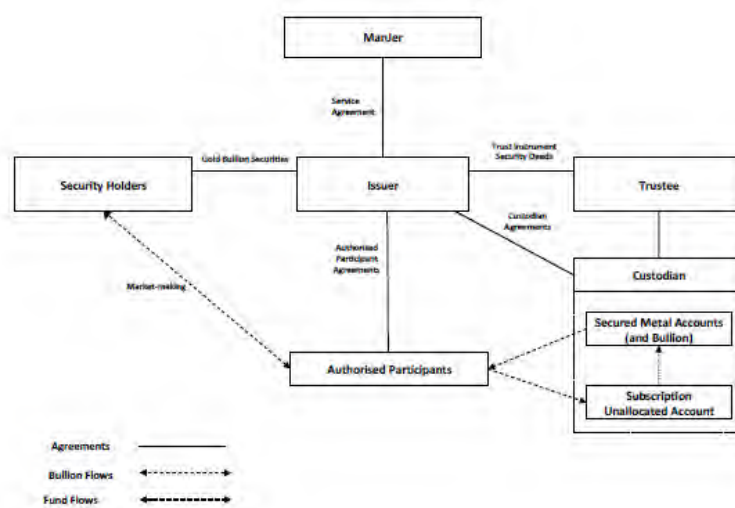 ManJer
Service
Agreement
Gold Bullion Securities
Trust Instrument
Security Deeds
Security Holders
Issuer
Trustee
Custodian
Agreements
Authorised
Participant
Agreements
Custodian
Market-making
Secured Metal Accounts
(and Bullion)
Authorised Participants
Subscription
Unallocated Account
Agreements
Bullion Flows
Fund Flows